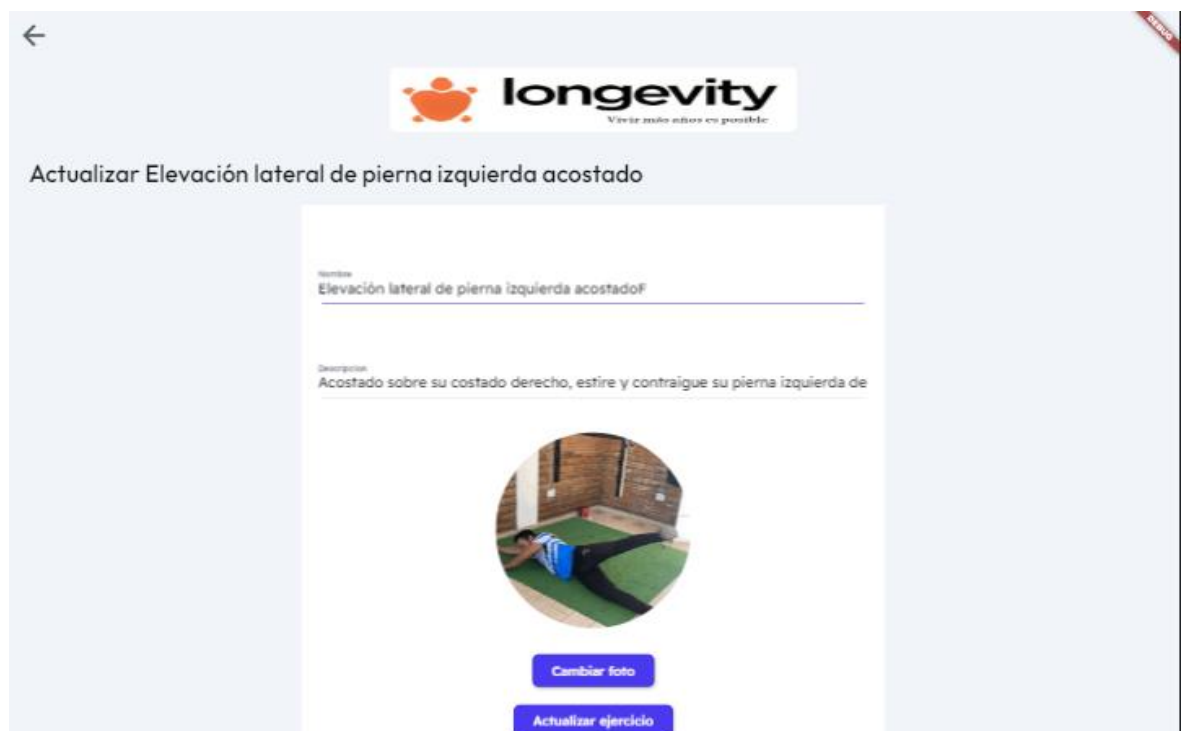 DEBUG
longevity
Vivir más años es posible
Actualizar Elevación lateral de pierna izquierda acostado
Nombre
Elevación lateral de pierna izquierda acostadoF
Descripcion
Acostado sobre su costado derecho, estire y contraigue su pierna izquierda de
Cambiar foto
Actualizar ejercicio